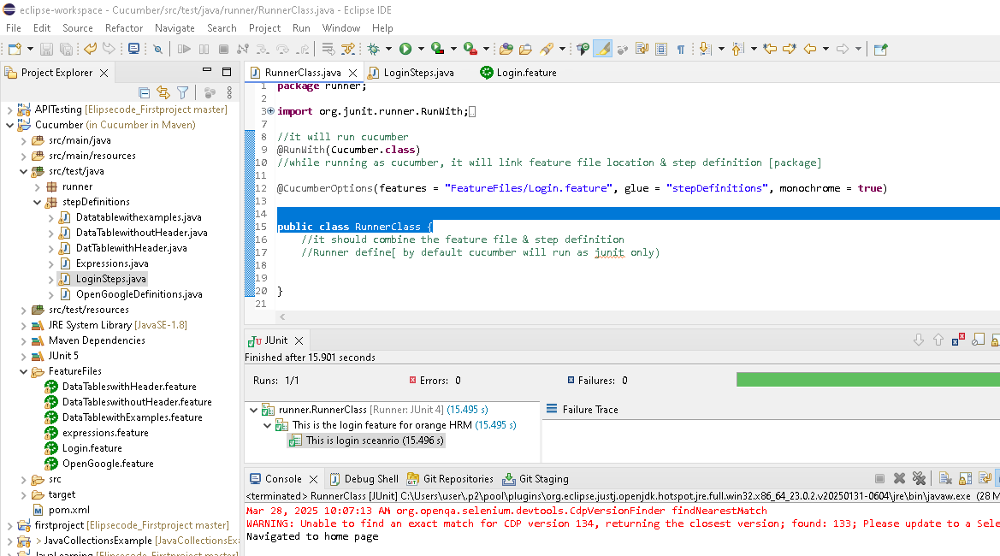 eclipse-workspace - Cucumber/src/test/java/runner/RunnerClass.java - Eclipse IDE
File Edit Source Refactor Navigate Search Project Run Window Help
Project Explorer
APITesting [Elipsecode_Firstproject master]
Cucumber (in Cucumber in Maven)
src/main/java
src/main/resources
src/test/java
runner
stepDefinitions
Datatablewithexamples.java
DataTablewithoutHeader.java
DatTablewithHeader.java
Expressions.java
LoginSteps.java
OpenGoogleDefinitions.java
src/test/resources
JRE System Library [JavaSE-1.8]
Maven Dependencies
JUnit 5
FeatureFiles
DataTableswithHeader.feature
DataTableswithoutHeader.feature
DataTablewithExamples.feature
expressions.feature
Login.feature
OpenGoogle.feature
src
target
pom.xml
firstproject [Elipsecode_Firstproject master]
> JavaCollectionsExample [JavaCollectionsExa
JavaLearning [Elipsecode_Firstproject master]
RunnerClass.java LoginSteps.java Login.feature
1 package runner;
2
3 import org.junit.runner.RunWith;
7
8 //it will run cucumber
9 @RunWith(Cucumber.class)
10 //while running as cucumber, it will link feature file location & step definition [package]
11
12 @CucumberOptions(features = "FeatureFiles/Login.feature", glue = "stepDefinitions", monochrome = true)
13
14
15 public class RunnerClass {
16 //it should combine the feature file & step definition
17 //Runner define[ by default cucumber will run as junit only)
18
19
20 }
21
JUnit
Finished after 15.901 seconds
Runs: 1/1 Errors: 0 Failures: 0
runner.RunnerClass [Runner: JUnit 4] (15.495 s)
This is the login feature for orange HRM (15.495 s)
This is login sceanrio (15.496 s)
Failure Trace
Console Debug Shell Git Repositories Git Staging
<terminated> RunnerClass [JUnit] C:\Users\user\.p2\pool\plugins\org.eclipse.justj.openjdk.hotspot.jre.full.win32.x86_64_23.0.2.v20250131-0604\jre\bin\javaw.exe (28 M
Mar 28, 2025 10:07:13 AM org.openqa.selenium.devtools.CdpVersionFinder findNearestMatch
WARNING: Unable to find an exact match for CDP version 134, returning the closest version; found: 133; Please update to a Sele
Navigated to home page